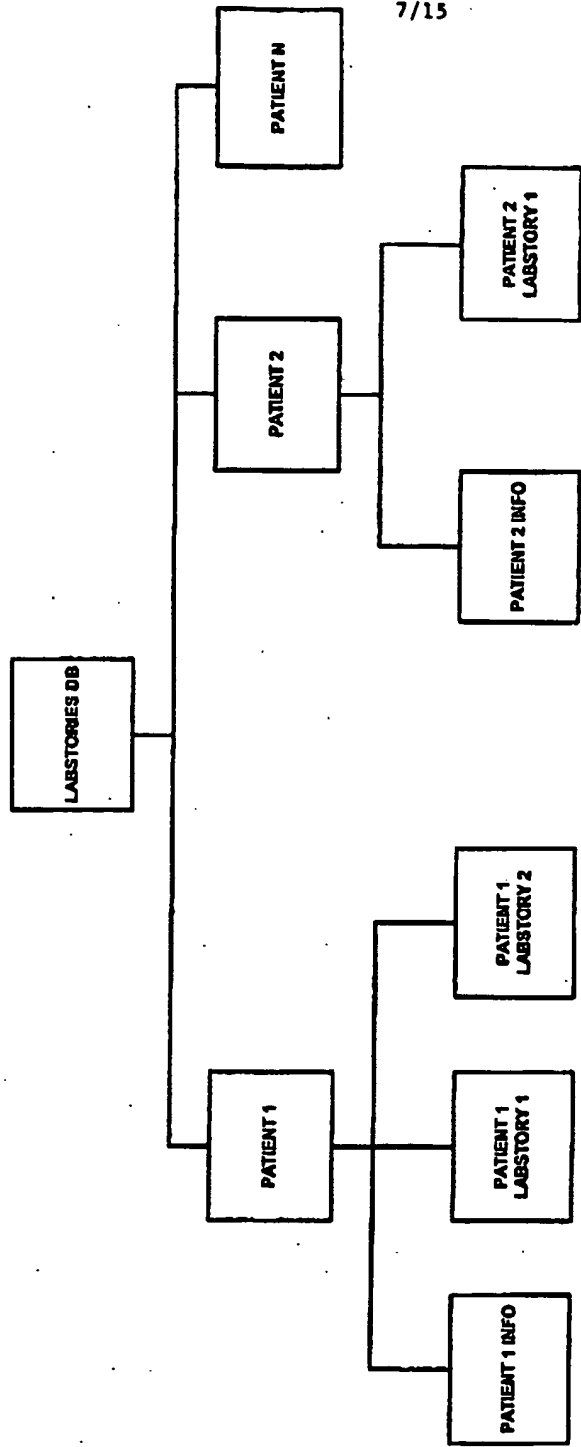 7/15
LABSTORIES DB
PATIENT 1
PATIENT 2
PATIENT N
PATIENT 1 INFO
PATIENT 1
LABSTORY 1
PATIENT 1
LABSTORY 2
PATIENT 2 INFO
PATIENT 2
LABSTORY 1